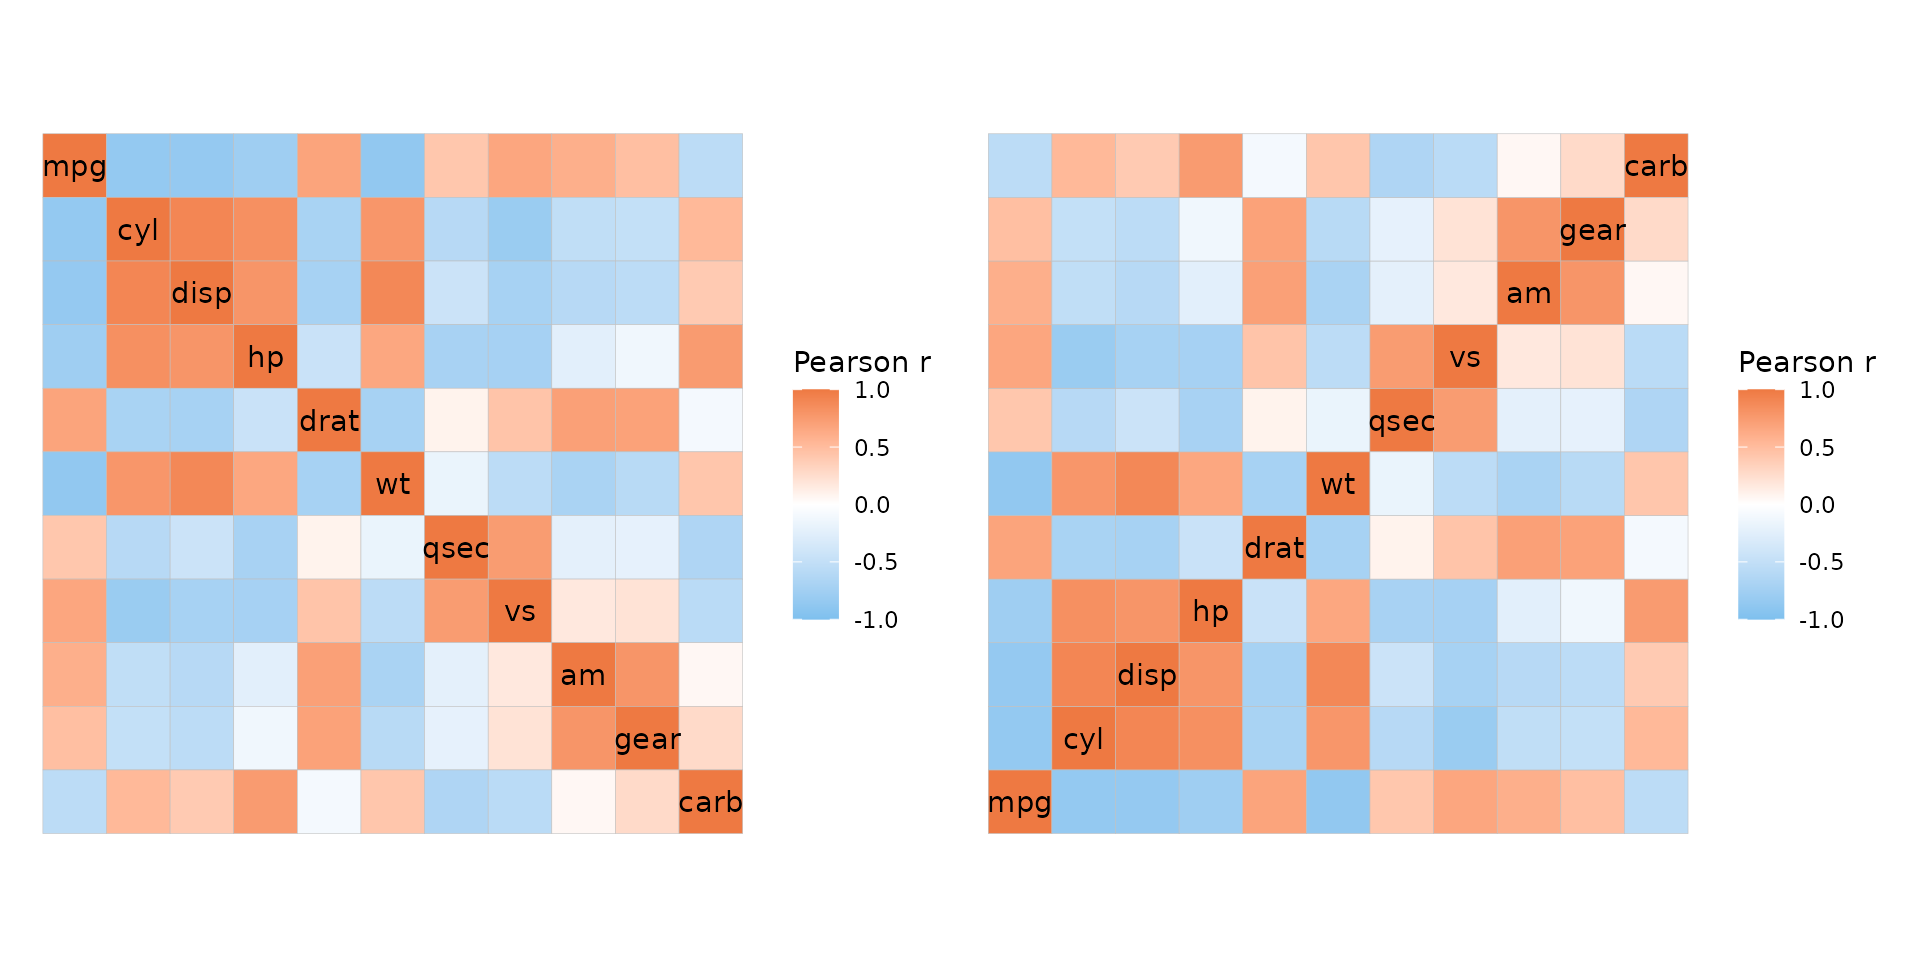 mpg
cyl
disp
hp
drat
wt
qsec
vs
am
gear
carb
Pearson r
1.0
0.5
0.0
-0.5
-1.0
carb
gear
am
vs
qsec
wt
drat
hp
disp
cyl
mpg
Pearson r
1.0
0.5
0.0
-0.5
-1.0